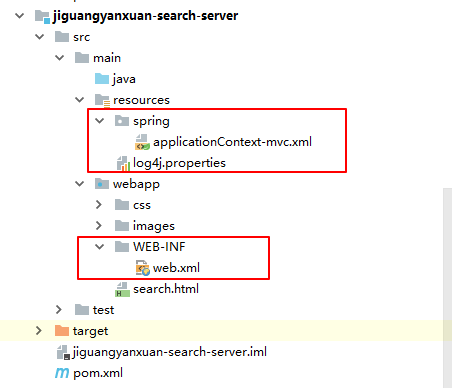 jiguangyanxuan-search-server
src
main
java
resources
spring
applicationContext-mvc.xml
log4j.properties
webapp
css
images
WEB-INF
web.xml
search.html
test
target
jiguangyanxuan-search-server.iml
pom.xml